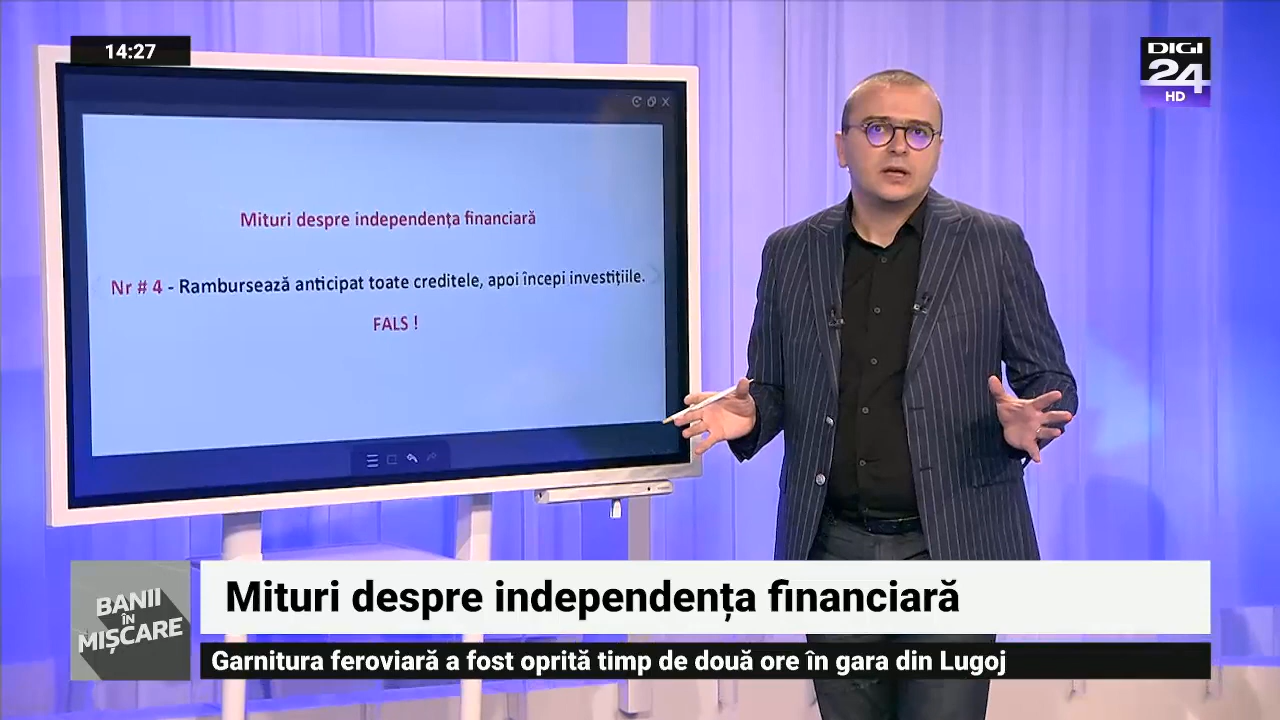 14:27
DIGI
24
HD
Mituri despre independența financiară
Nr # 4 - Rambursează anticipat toate creditele, apoi începi investițiile.
FALS !
BANII
ÎN
MIȘCARE
Mituri despre independența financiară
Garnitura feroviară a fost oprită timp de două ore în gara din Lugoj